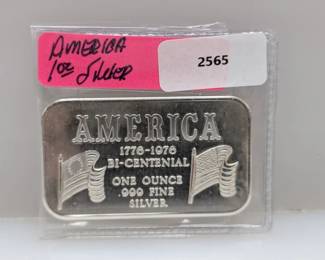 AMERICA
1oz Silver
2565
AMERICA
1776-1976
BI-CENTENIAL
ONE OUNCE
.999 FINE
SILVER